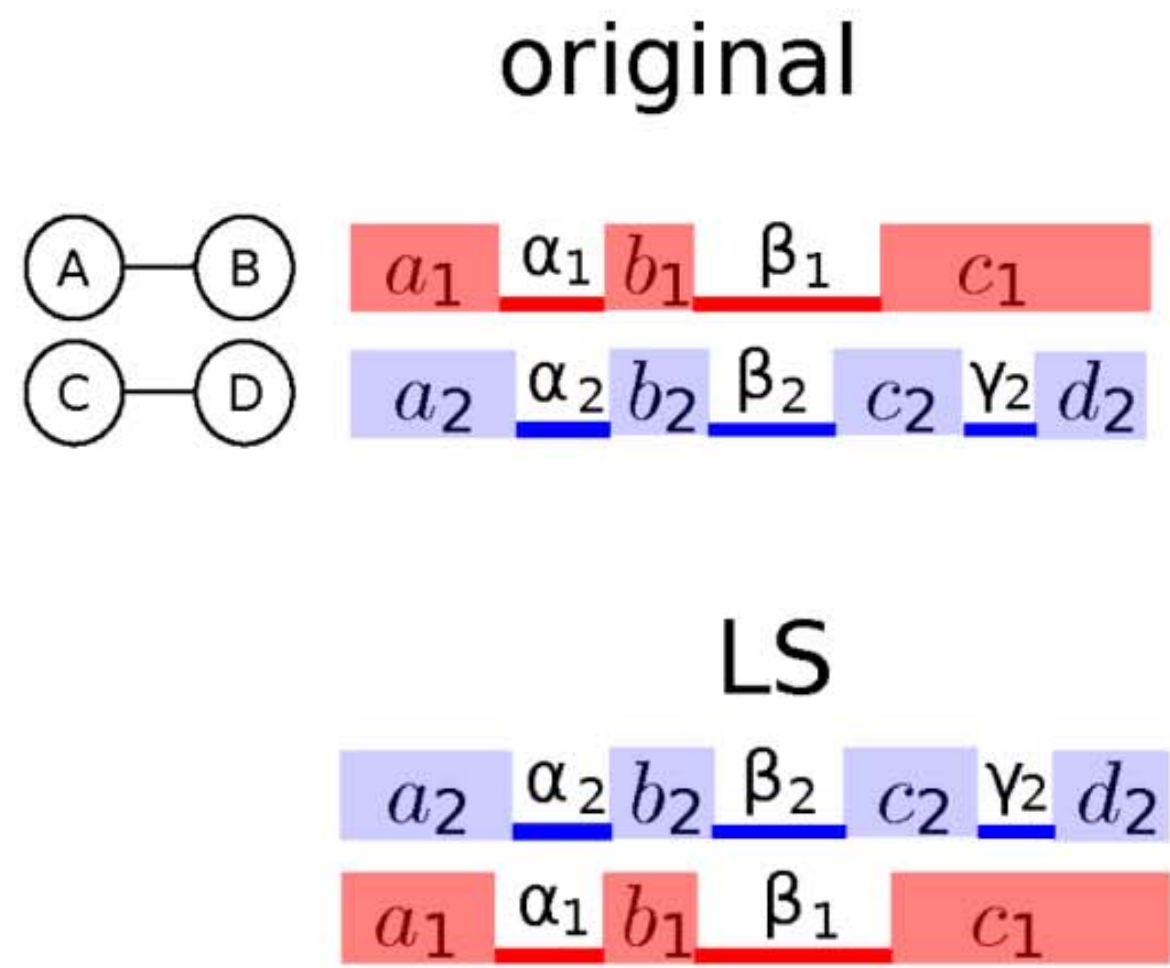 original
A B a₁ α₁ b₁ β₁ c₁
C D a₂ α₂ b₂ β₂ c₂ γ₂ d₂
LS
a₂ α₂ b₂ β₂ c₂ γ₂ d₂
a₁ α₁ b₁ β₁ c₁